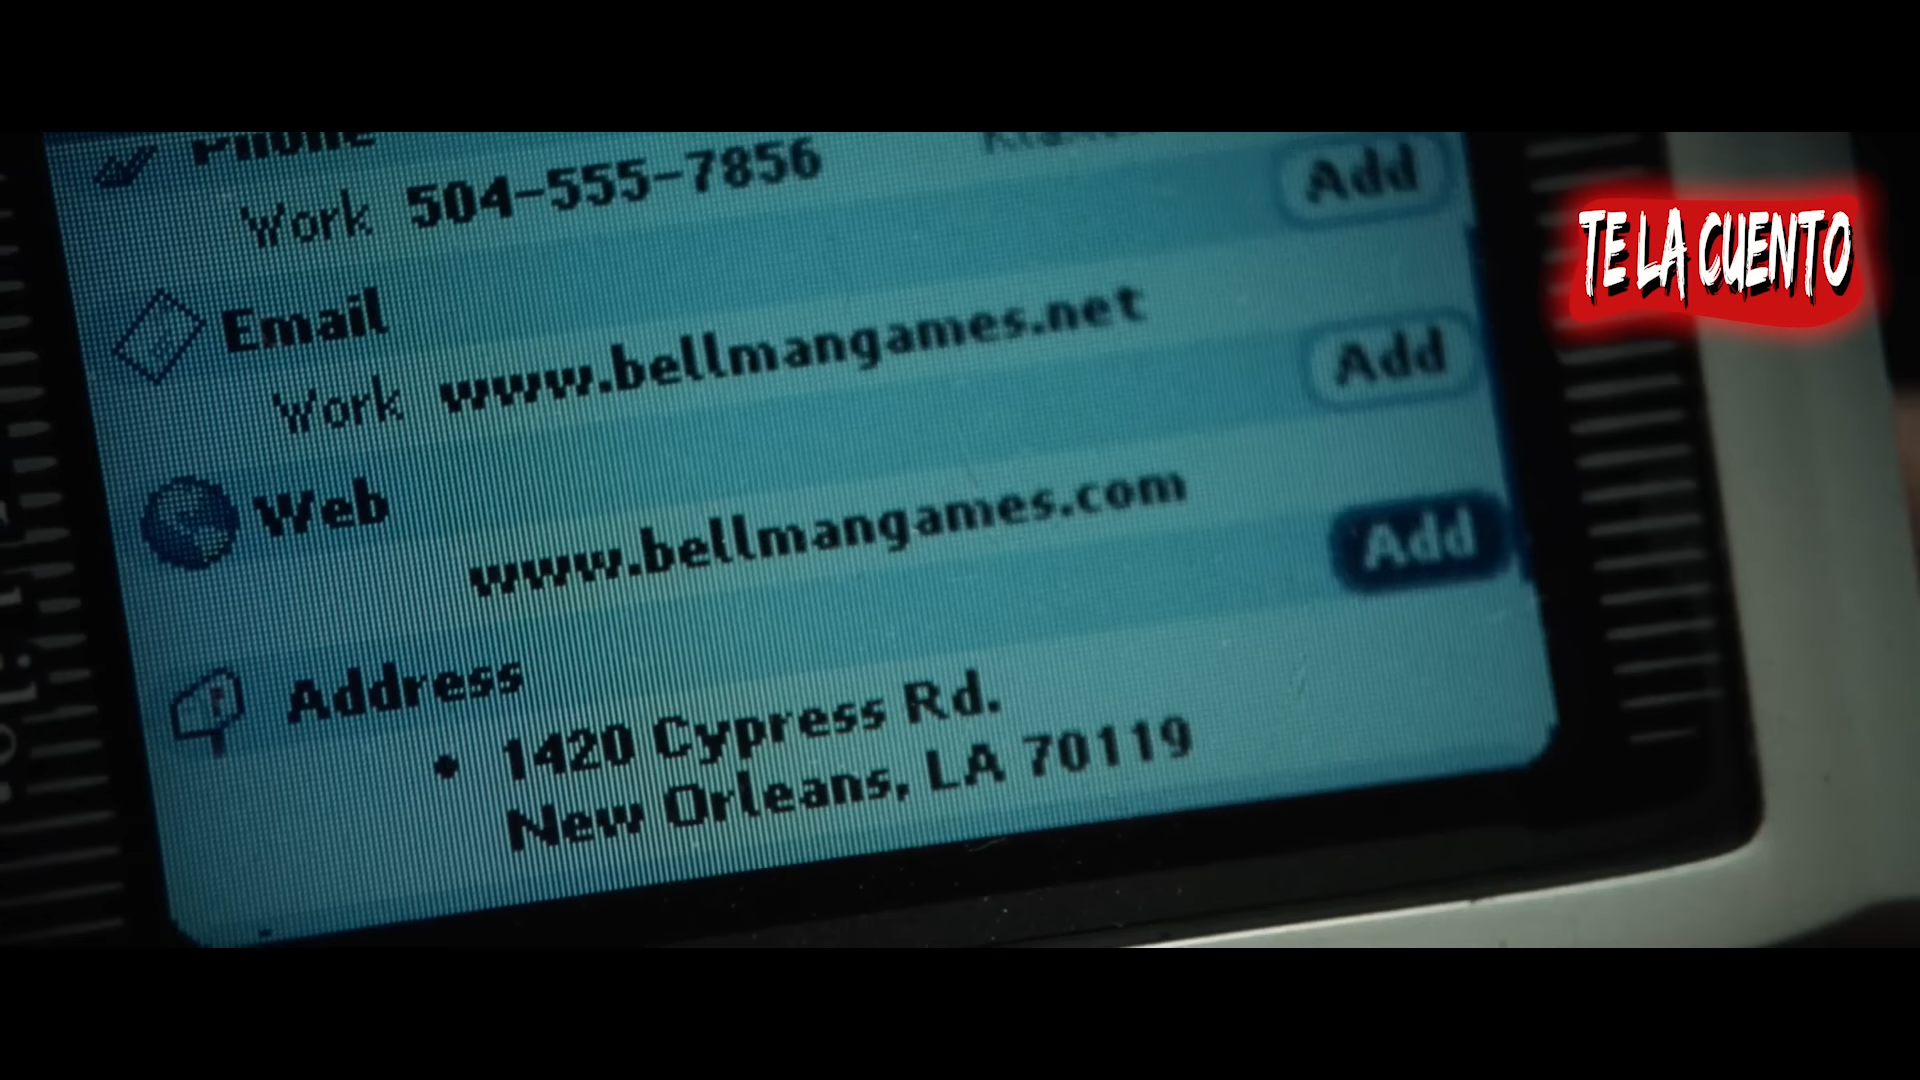 Phone
Work 504-555-7856
Add
Email
Work www.bellmangames.net
Add
Web
www.bellmangames.com
Add
Address
• 1420 Cypress Rd.
New Orleans, LA 70119
TE LA CUENTO